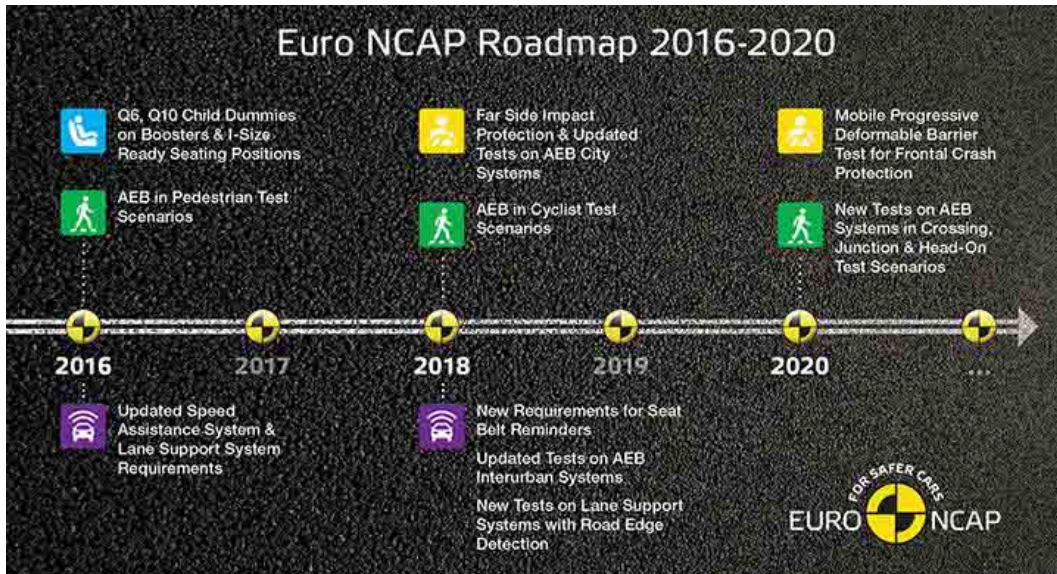 Euro NCAP Roadmap 2016-2020
Q6, Q10 Child Dummies
on Boosters & I-Size
Ready Seating Positions
AEB in Pedestrian Test
Scenarios
Far Side Impact
Protection & Updated
Tests on AEB City
Systems
AEB in Cyclist Test
Scenarios
Mobile Progressive
Deformable Barrier
Test for Frontal Crash
Protection
New Tests on AEB
Systems in Crossing,
Junction & Head-On
Test Scenarios
2016
2017
2018
2019
2020
...
Updated Speed
Assistance System &
Lane Support System
Requirements
New Requirements for Seat
Belt Reminders
Updated Tests on AEB
Interurban Systems
New Tests on Lane Support
Systems with Road Edge
Detection
FOR SAFER CARS
EURO NCAP